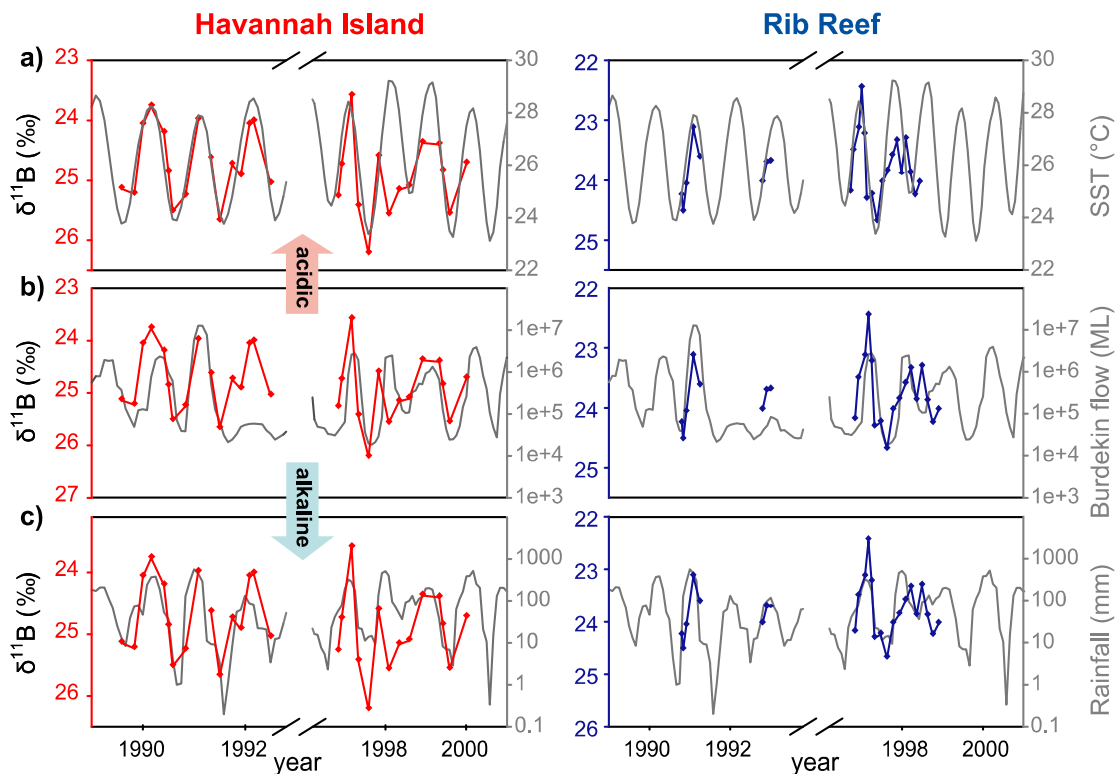 Havannah Island
Rib Reef
a)
23
24
25
26
δ¹¹B (‰)
30
28
26
24
22
22
23
24
25
δ¹¹B (‰)
30
28
26
24
22
SST (°C)
acidic
b)
23
24
25
26
27
δ¹¹B (‰)
1e+7
1e+6
1e+5
1e+4
1e+3
22
23
24
25
δ¹¹B (‰)
1e+7
1e+6
1e+5
1e+4
1e+3
Burdekin flow (ML)
alkaline
c)
24
25
26
δ¹¹B (‰)
1000
100
10
1
0.1
22
23
24
25
26
1000
100
10
1
0.1
Rainfall (mm)
1990
1992
1998
2000
year
1990
1992
1998
2000
year